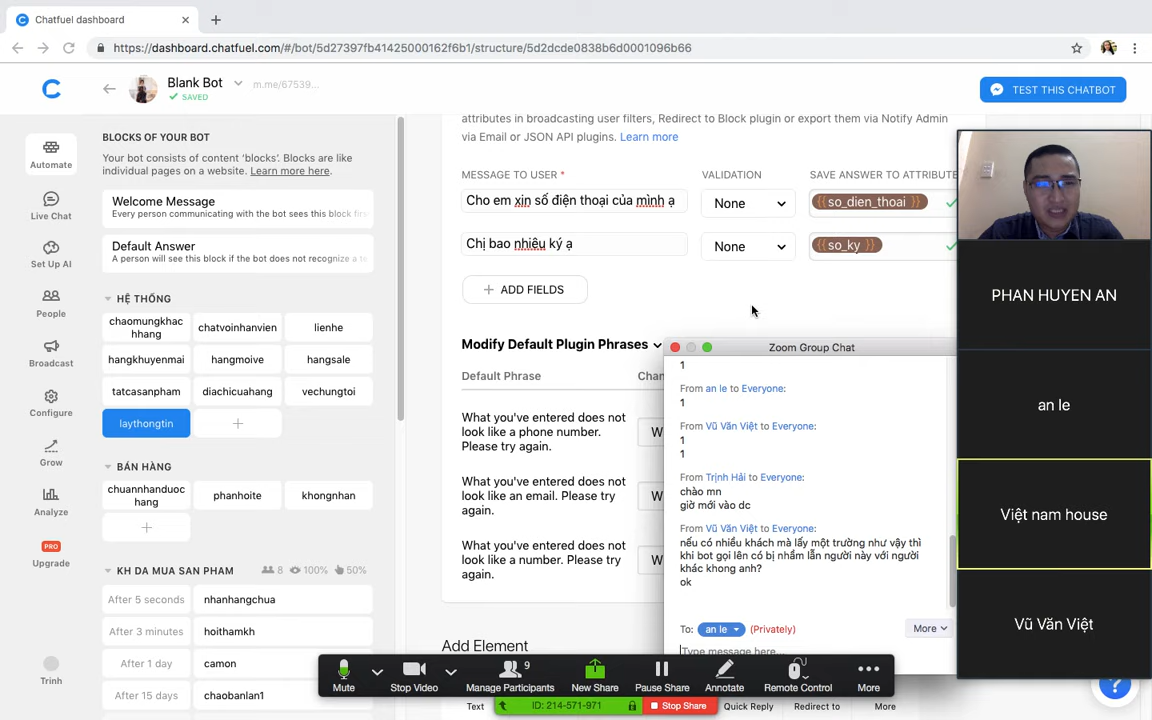 Chatfuel dashboard
https://dashboard.chatfuel.com/#/bot/5d27397fb41425000162f6b1/structure/5d2dcde0838b6d0001096b66
Blank Bot
SAVED
m.me/67539...
TEST THIS CHATBOT
Automate
Live Chat
Set Up AI
People
Broadcast
Configure
Grow
Analyze
PRO
Upgrade
Trinh
BLOCKS OF YOUR BOT
Your bot consists of content 'blocks'. Blocks are like
individual pages on a website. Learn more here.
Welcome Message
Every person communicating with the bot sees this block first
Default Answer
A person will see this block if the bot does not recognize a te
HỆ THỐNG
chaomungkhac
hhang
chatvoinhanvien
lienhe
hangkhuyenmai
hangmoive
hangsale
tatcasanpham
diachicuahang
vechungtoi
laythongtin
BÁN HÀNG
chuannhanduoc
hang
phanhoite
khongnhan
KH DA MUA SAN PHAM
8
100%
50%
After 5 seconds
nhanhangchua
After 3 minutes
hoithamkh
After 1 day
camon
After 15 days
chaobanlan1
attributes in broadcasting user filters, Redirect to Block plugin or export them via Notify Admin
via Email or JSON API plugins. Learn more
MESSAGE TO USER *
VALIDATION
SAVE ANSWER TO ATTRIBUTE
Cho em xin số điện thoại của mình ạ
None
{{so_dien_thoai}}
Chị bao nhiêu ký ạ
None
{{so_ky}}
ADD FIELDS
Modify Default Plugin Phrases
Default Phrase
What you've entered does not
look like a phone number.
Please try again.
What you've entered does not
look like an email. Please try
again.
What you've entered does not
look like a number. Please try
again.
Add Element
Zoom Group Chat
1
From an le to Everyone:
1
From Vũ Văn Việt to Everyone:
1
1
From Trịnh Hải to Everyone:
chào mn
giờ mới vào dc
From Vũ Văn Việt to Everyone:
nếu có nhiều khách mà lấy một trường như vậy thì
khi bot gọi lên có bị nhầm lẫn người này với người
khác khong anh?
ok
To: an le (Privately)
More
Type message here...
PHAN HUYEN AN
an le
Việt nam house
Vũ Văn Việt
Mute
Stop Video
9
Manage Participants
New Share
Pause Share
Annotate
Remote Control
More
Text
ID: 214-571-971
Stop Share
Quick Reply
Redirect to
More